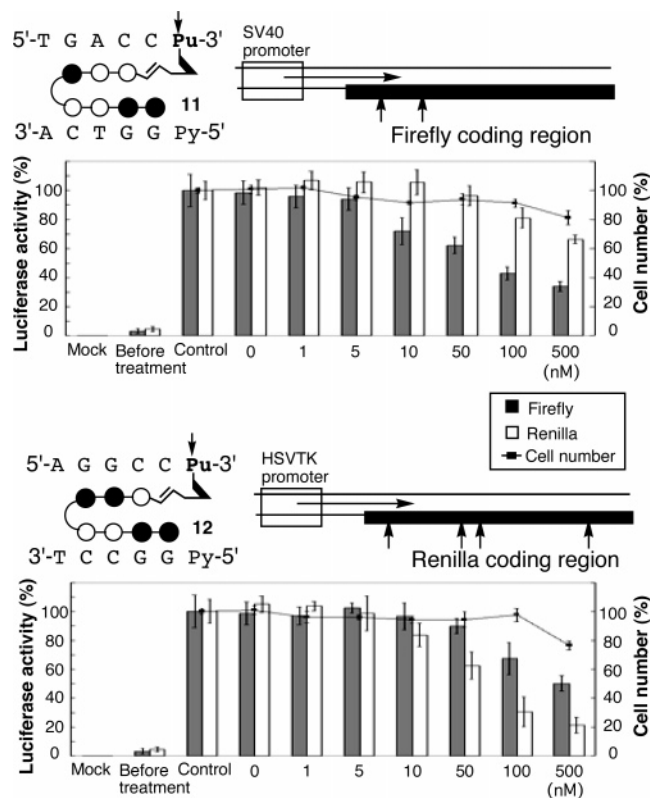 5'-T G A C C Pu-3'
11
3'-A C T G G Py-5'
SV40
promoter
Firefly coding region
Luciferase activity (%)
100
80
60
40
20
0
Cell number (%)
100
80
60
40
20
0
Mock Before treatment Control 0 1 5 10 50 100 500
(nM)
Firefly
Renilla
Cell number
5'-A G G C C Pu-3'
12
3'-T C C G G Py-5'
HSVTK
promoter
Renilla coding region
Luciferase activity (%)
100
80
60
40
20
0
Cell number (%)
100
80
60
40
20
0
Mock Before treatment Control 0 1 5 10 50 100 500
(nM)